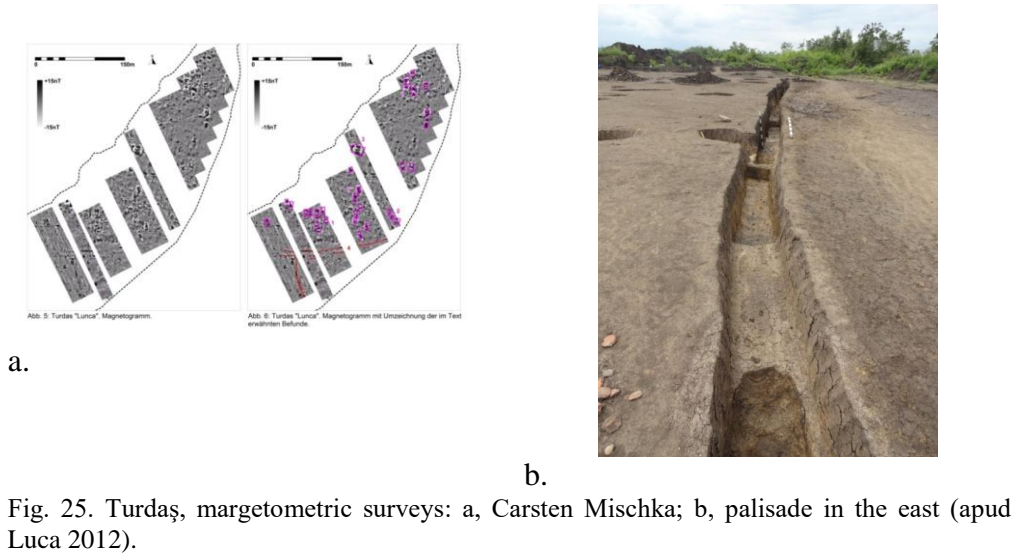 0 150m
+15nT
-15nT
0 150m
+15nT
-15nT
Abb. 5: Turdas "Lunca". Magnetogramm.
Abb. 6: Turdas "Lunca". Magnetogramm mit Umzeichnung der im Text
erwähnten Befunde.
a.
b.
Fig. 25. Turdaş, margetometric surveys: a, Carsten Mischka; b, palisade in the east (apud
Luca 2012).